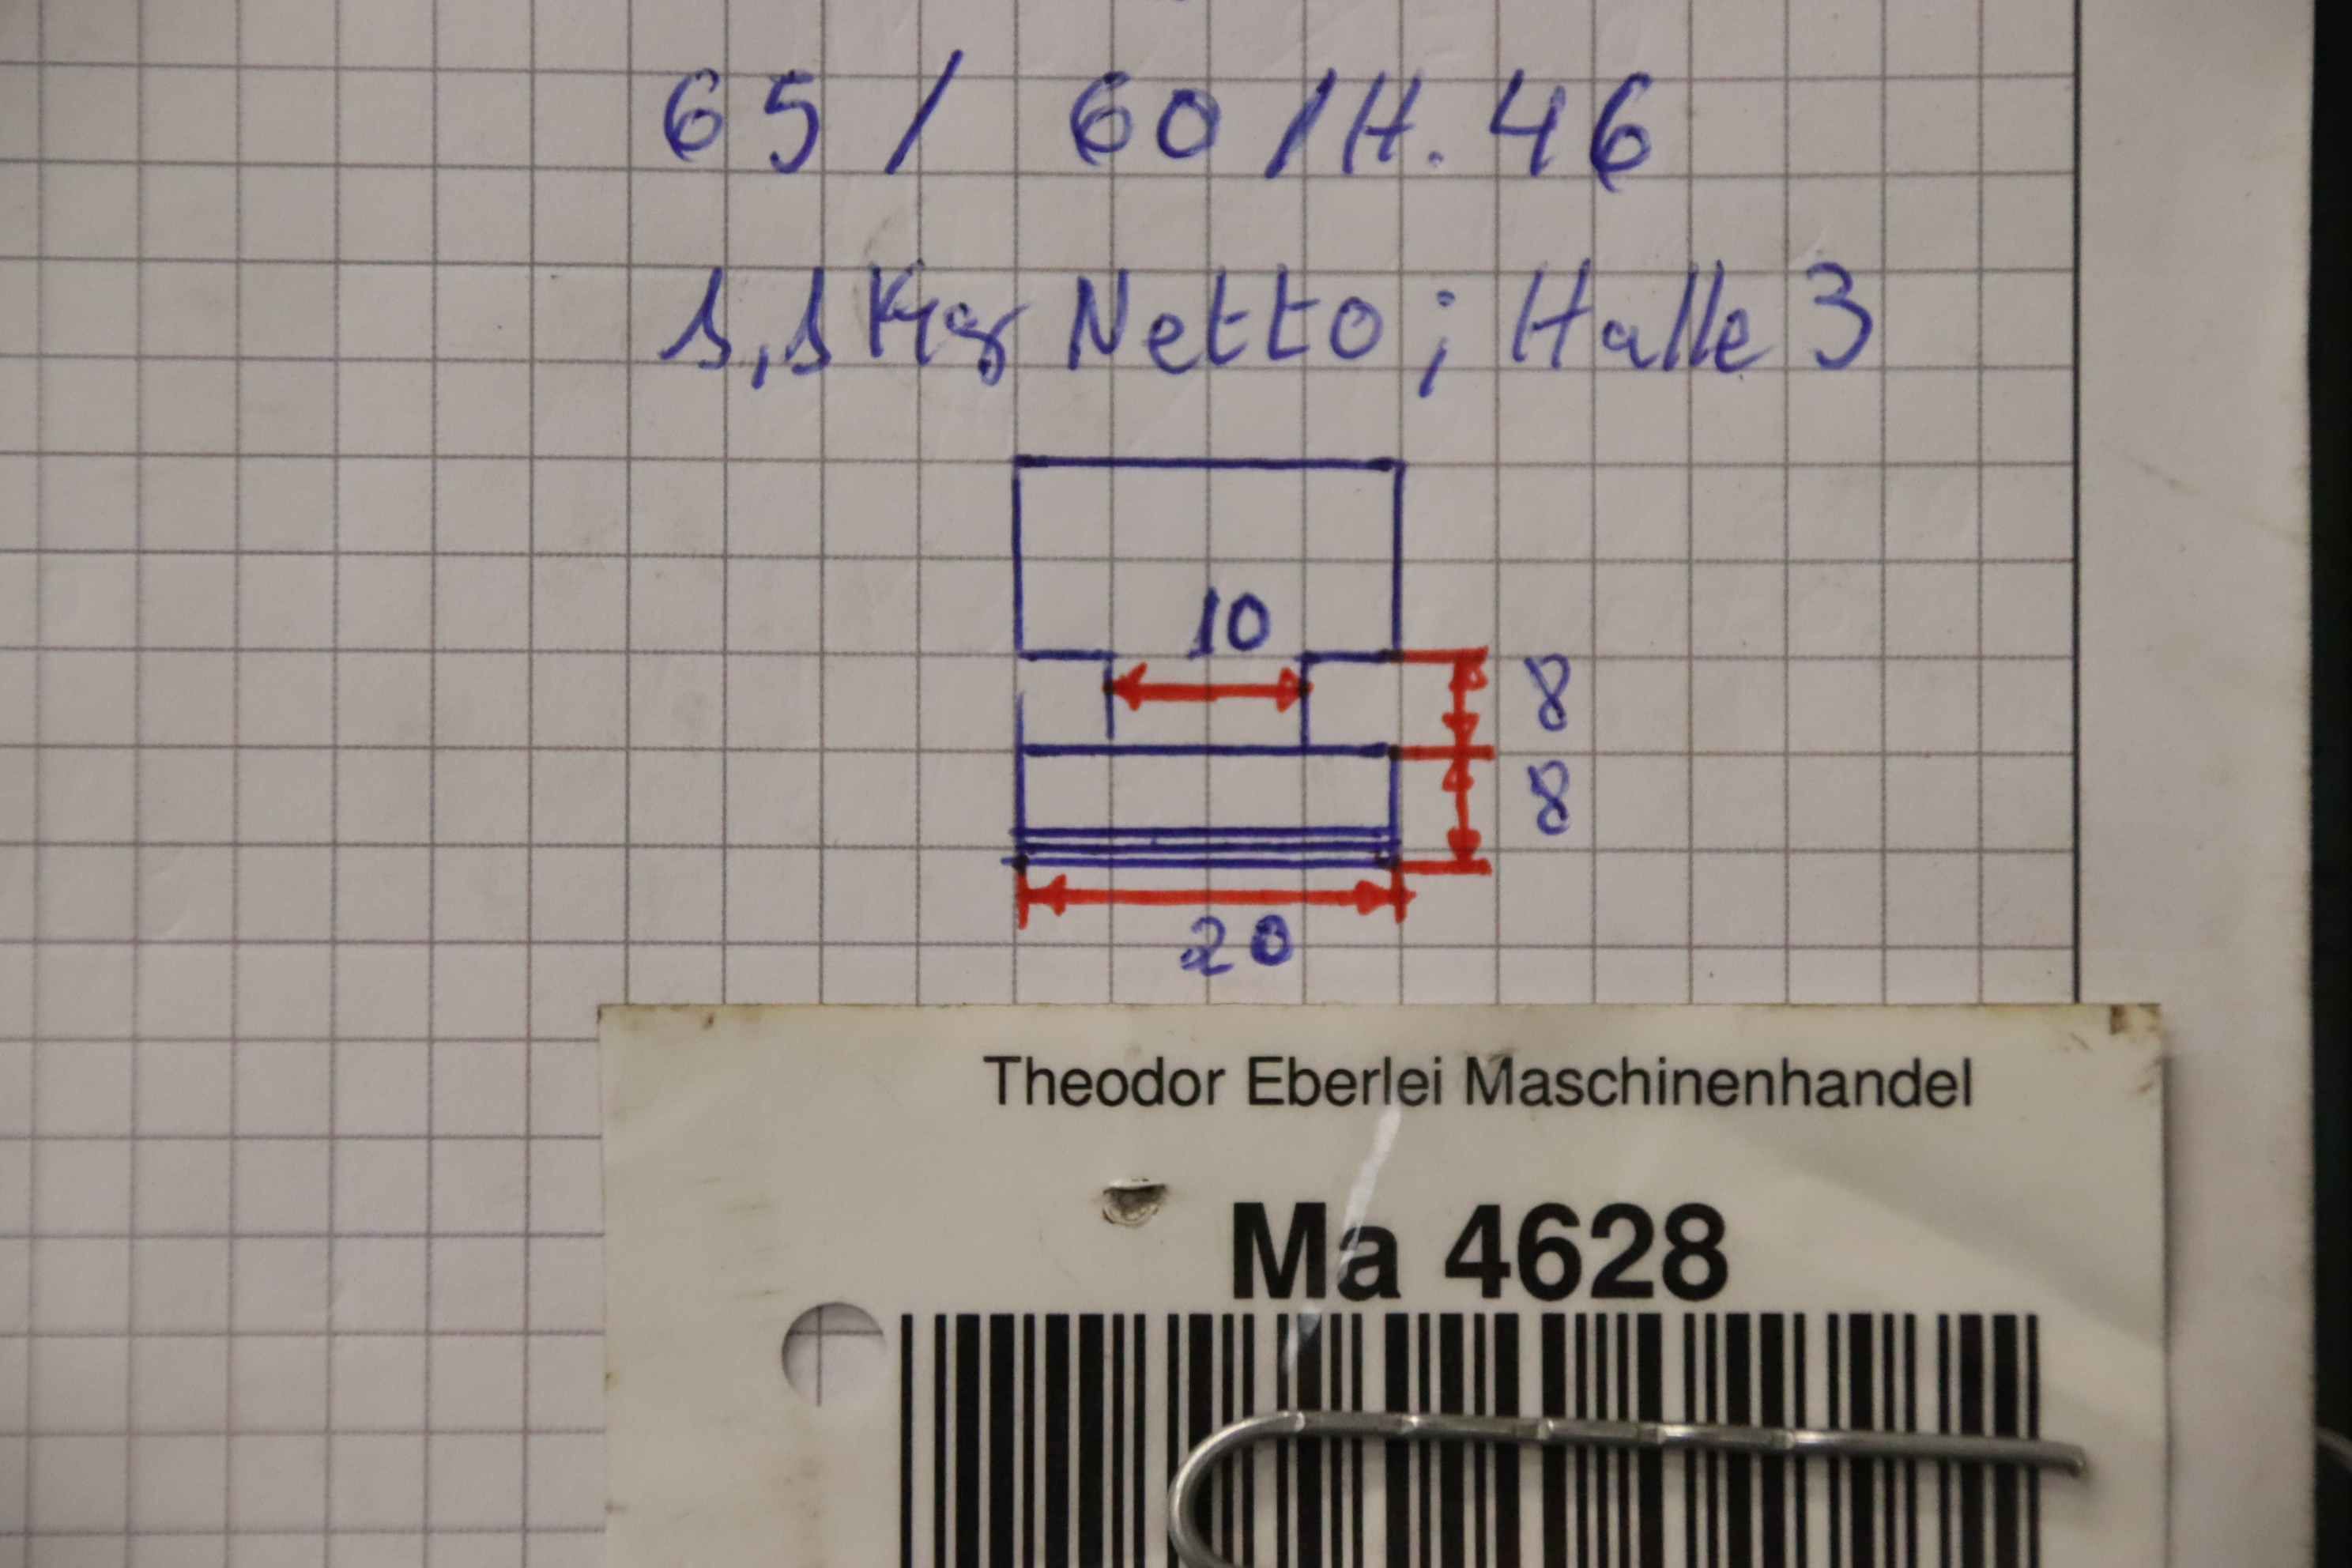 65 / 60 / H. 46
1,1 Kg Netto ; Halle 3
10
8
8
20
Theodor Eberlei Maschinenhandel
Ma 4628